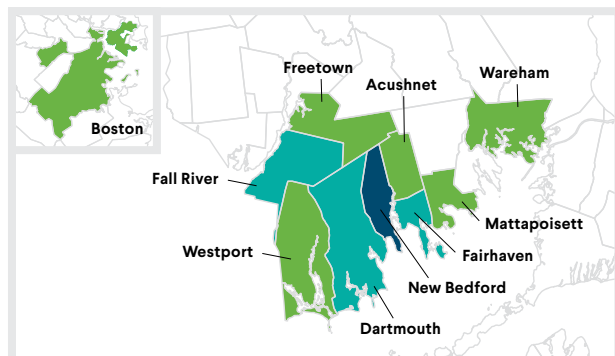 Freetown
Wareham
Acushnet
Boston
Fall River
Mattapoisett
Westport
Fairhaven
New Bedford
Dartmouth